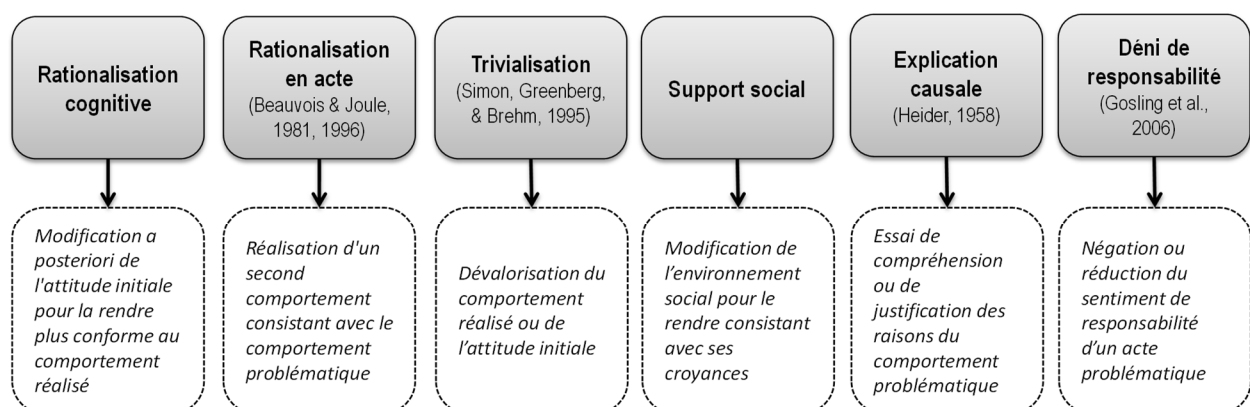 Rationalisation
cognitive
Rationalisation
en acte
(Beauvois & Joule,
1981, 1996)
Trivialisation
(Simon, Greenberg,
& Brehm, 1995)
Support social
Explication
causale
(Heider, 1958)
Déni de
responsabilité
(Gosling et al.,
2006)
Modification a
posteriori de
l'attitude initiale
pour la rendre
plus conforme au
comportement
réalisé
Réalisation d'un
second
comportement
consistant avec le
comportement
problématique
Dévalorisation du
comportement
réalisé ou de
l’attitude initiale
Modification de
l’environnement
social pour le
rendre consistant
avec ses
croyances
Essai de
compréhension
ou de
justification des
raisons du
comportement
problématique
Négation ou
réduction du
sentiment de
responsabilité
d’un acte
problématique